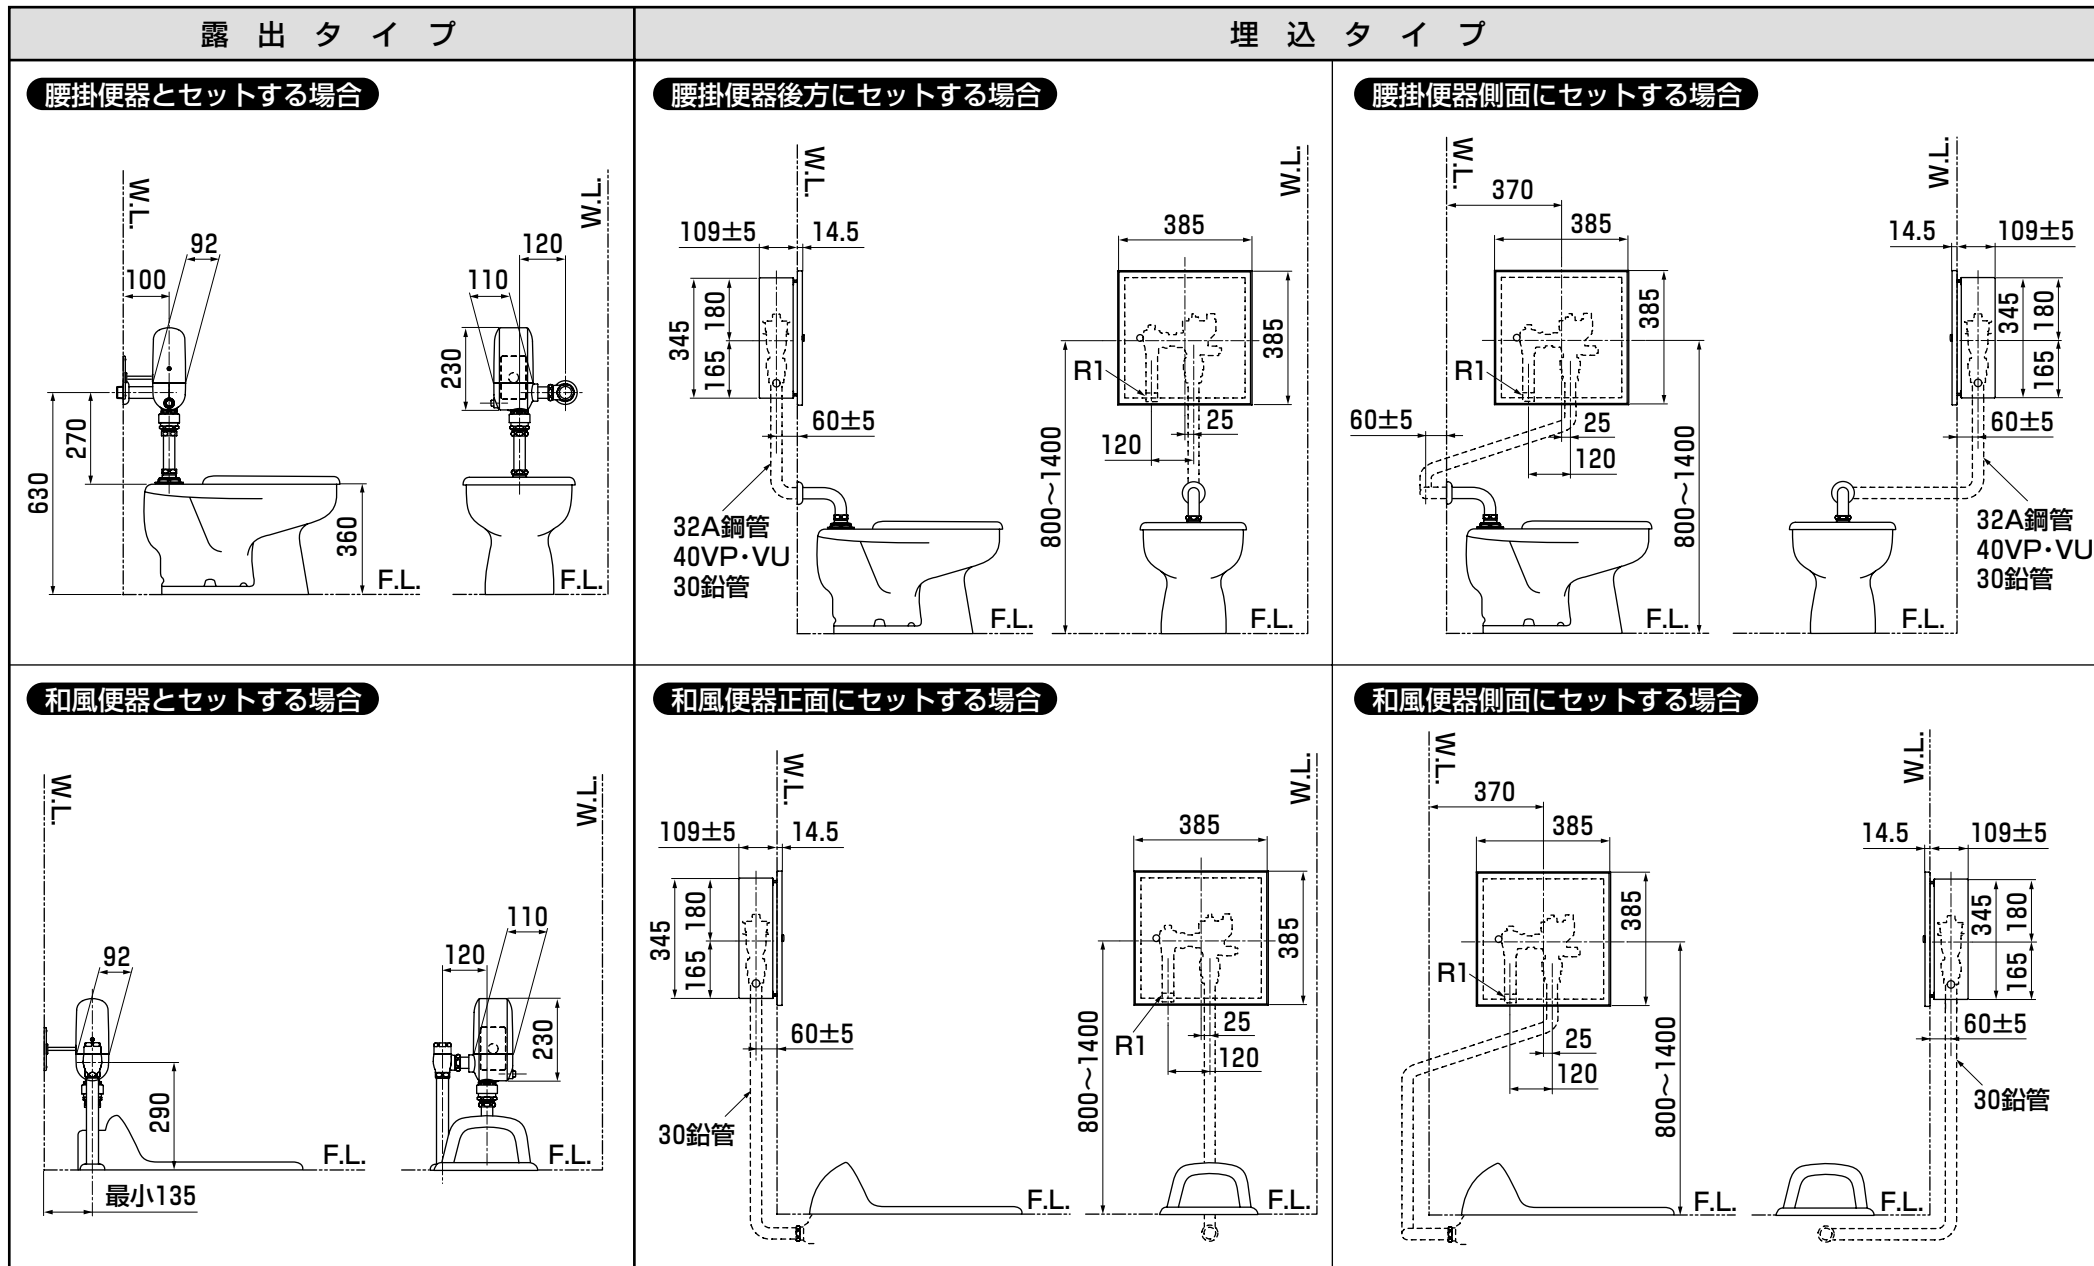 露出タイプ
埋込タイプ
腰掛便器とセットする場合
W.L.
W.L.
92
100
120
110
230
270
630
360
F.L.
F.L.
腰掛便器後方にセットする場合
W.L.
W.L.
109±5
14.5
385
345
180
165
385
R1
60±5
25
120
800〜1400
32A鋼管
40VP・VU
30鉛管
F.L.
F.L.
腰掛便器側面にセットする場合
W.L.
W.L.
370
385
14.5
109±5
385
345
180
165
R1
60±5
25
120
60±5
800〜1400
32A鋼管
40VP・VU
30鉛管
F.L.
F.L.
和風便器とセットする場合
W.L.
W.L.
92
110
120
230
290
F.L.
F.L.
最小135
和風便器正面にセットする場合
W.L.
W.L.
109±5
14.5
385
345
180
165
385
60±5
R1
25
120
800〜1400
30鉛管
F.L.
F.L.
和風便器側面にセットする場合
W.L.
W.L.
370
385
14.5
109±5
385
345
180
165
R1
25
120
60±5
800〜1400
30鉛管
F.L.
F.L.